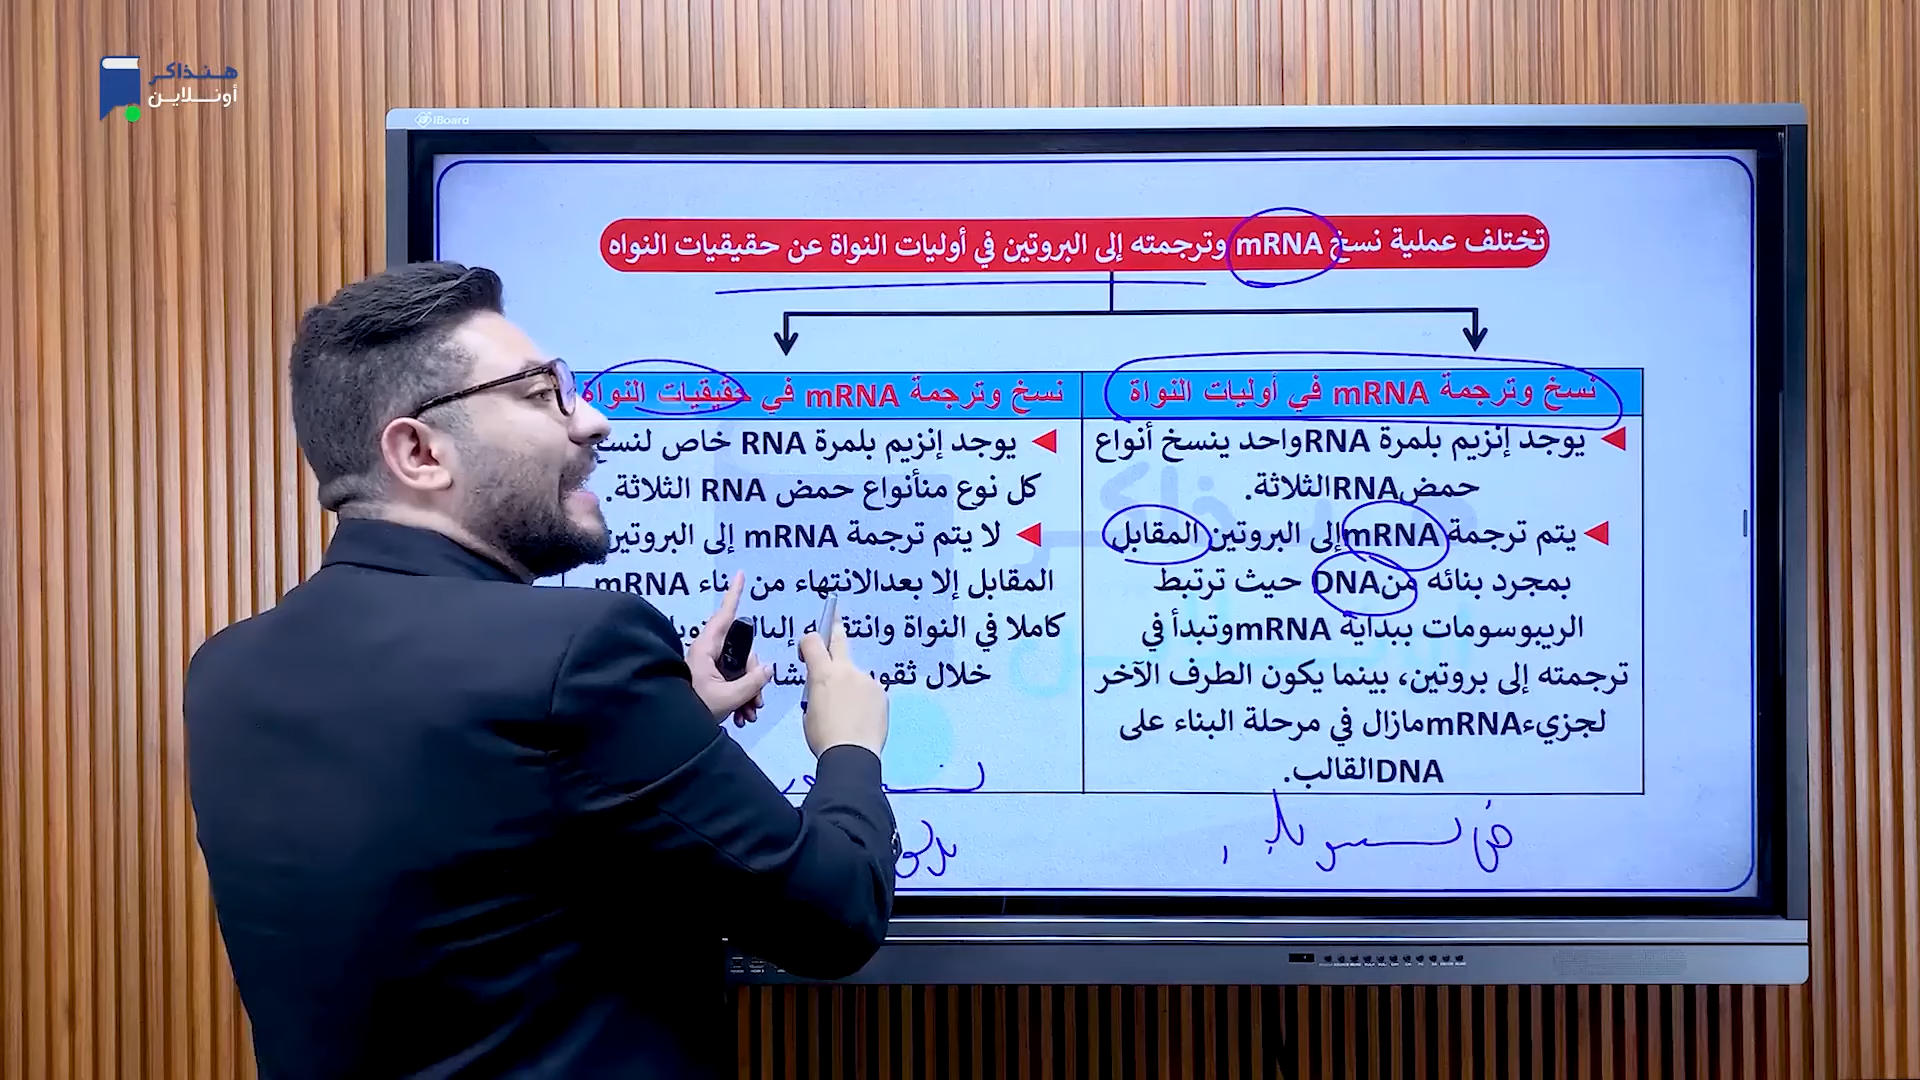 هنذاكر
أونلاين
IBoard
تختلف عملية نسخ mRNA وترجمته إلى البروتين في أوليات النواة عن حقيقيات النواه
نسخ وترجمة mRNA في أوليات النواة
يوجد إنزيم بلمرة RNAواحد ينسخ أنواع
حمضRNAالثلاثة.
يتم ترجمة mRNAإلى البروتين المقابل
بمجرد بنائه منDNA حيث ترتبط
الريبوسومات ببداية mRNAوتبدأ في
ترجمته إلى بروتين، بينما يكون الطرف الآخر
لجزيءmRNAمازال في مرحلة البناء على
DNAالقالب.
نسخ وترجمة mRNA في حقيقيات النواة
يوجد إنزيم بلمرة RNA خاص لنسخ
كل نوع منأنواع حمض RNA الثلاثة.
لا يتم ترجمة mRNA إلى البروتين
المقابل إلا بعدالانتهاء من بناء mRNA
كاملا في النواة
خلال